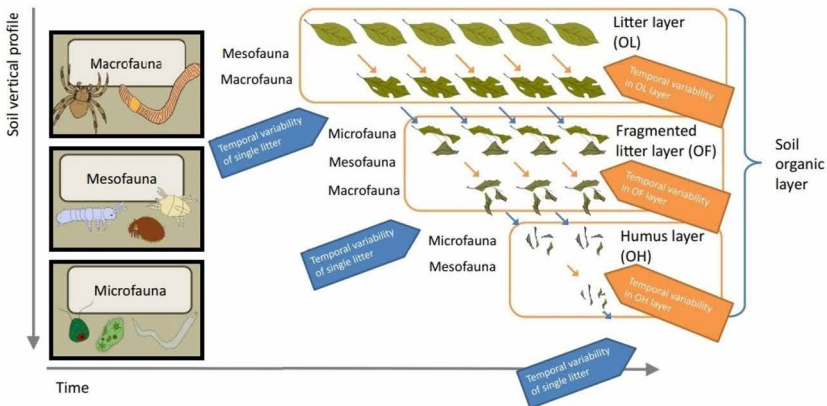 Soil vertical profile
Macrofauna
Mesofauna
Microfauna
Mesofauna
Macrofauna
Litter layer
(OL)
Temporal variability
in OL layer
Temporal variability
of single litter
Microfauna
Mesofauna
Macrofauna
Fragmented
litter layer (OF)
Temporal variability
in OF layer
Soil
organic
layer
Temporal variability
of single litter
Microfauna
Mesofauna
Humus layer
(OH)
Temporal variability
in OH layer
Temporal variability
of single litter
Time